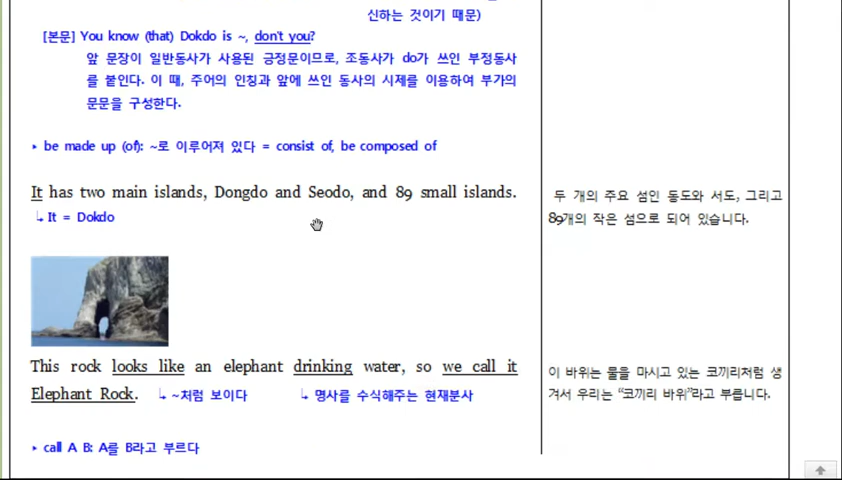 신하는 것이기 때문)
[본문] You know (that) Dokdo is ~, don't you?
앞 문장이 일반동사가 사용된 긍정문이므로, 조동사가 do가 쓰인 부정동사
를 붙인다. 이 때, 주어의 인칭과 앞에 쓰인 동사의 시제를 이용하여 부가의
문문을 구성한다.
‣ be made up (of): ~로 이루어져 있다 = consist of, be composed of
It has two main islands, Dongdo and Seodo, and 89 small islands.
↳ It = Dokdo
두 개의 주요 섬인 동도와 서도, 그리고
89개의 작은 섬으로 되어 있습니다.
This rock looks like an elephant drinking water, so we call it
Elephant Rock. ↳ ~처럼 보이다 ↳ 명사를 수식해주는 현재분사
이 바위는 물을 마시고 있는 코끼리처럼 생
겨서 우리는 “코끼리 바위”라고 부릅니다.
‣ call A B: A를 B라고 부르다